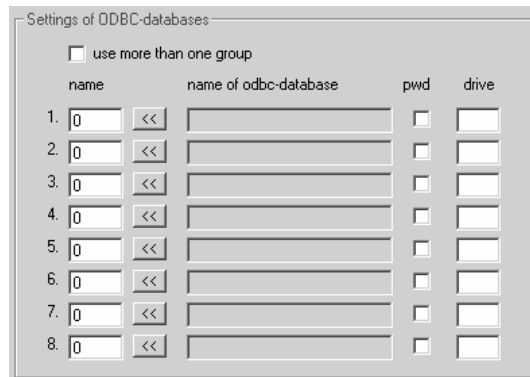 Settings of ODBC-databases
use more than one group
name name of odbc-database pwd drive
1. 0 <<
2. 0 <<
3. 0 <<
4. 0 <<
5. 0 <<
6. 0 <<
7. 0 <<
8. 0 <<